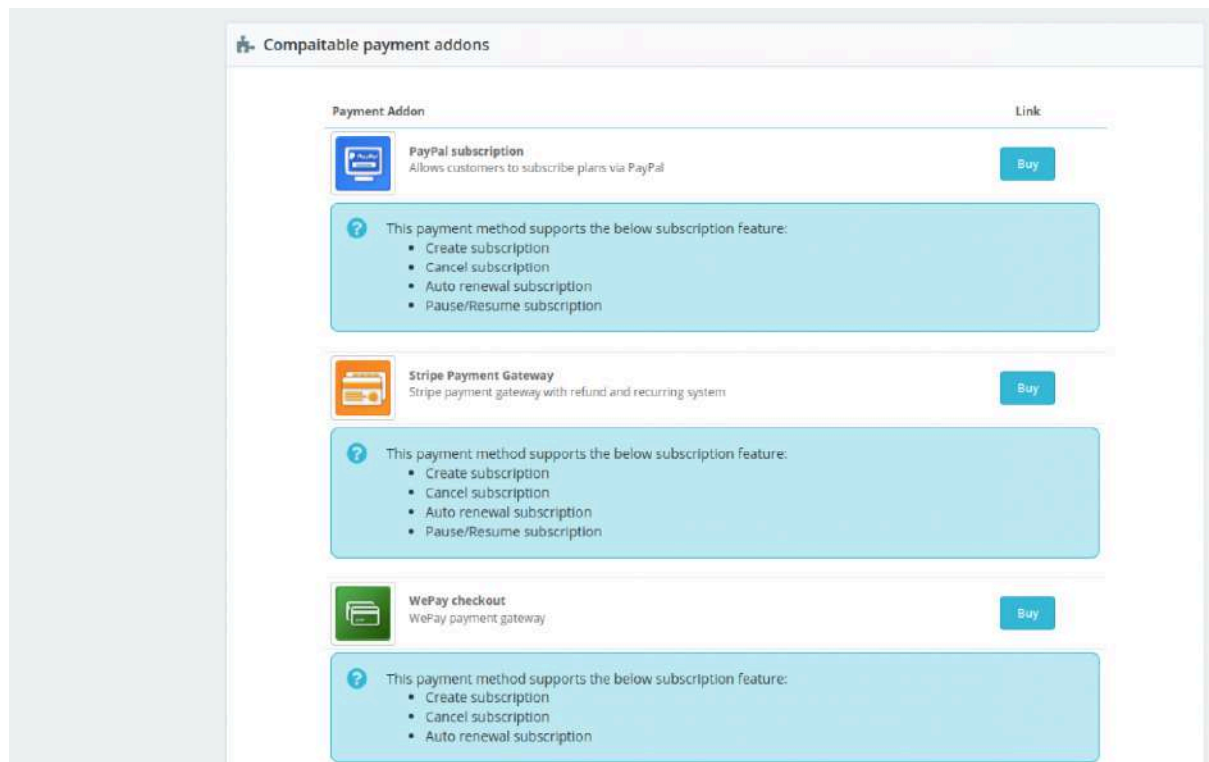 Compaitable payment addons
Payment Addon Link
PayPal subscription
Allows customers to subscribe plans via PayPal
Buy
This payment method supports the below subscription feature:
Create subscription
Cancel subscription
Auto renewal subscription
Pause/Resume subscription
Stripe Payment Gateway
Stripe payment gateway with refund and recurring system
Buy
This payment method supports the below subscription feature:
Create subscription
Cancel subscription
Auto renewal subscription
Pause/Resume subscription
WePay checkout
WePay payment gateway
Buy
This payment method supports the below subscription feature:
Create subscription
Cancel subscription
Auto renewal subscription